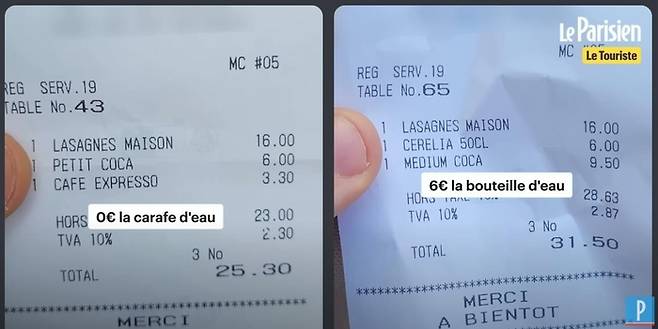 MC #05
REG SERV.19
TABLE No.43
1 LASAGNES MAISON 16.00
1 PETIT COCA 6.00
1 CAFE EXPRESSO 3.30
0€ la carafe d'eau
HORS 23.00
TVA 10% 2.30
3 No
TOTAL 25.30
********************
MERCI
Le Parisien
Le Touriste
MC #05
REG SERV.19
TABLE No.65
1 LASAGNES MAISON 16.00
1 CERELIA 50CL 6.00
1 MEDIUM COCA 9.50
6€ la bouteille d'eau
HORS TAXE 10% 28.63
TVA 10% 2.87
3 No
TOTAL 31.50
********************
MERCI
A BIENTOT
P